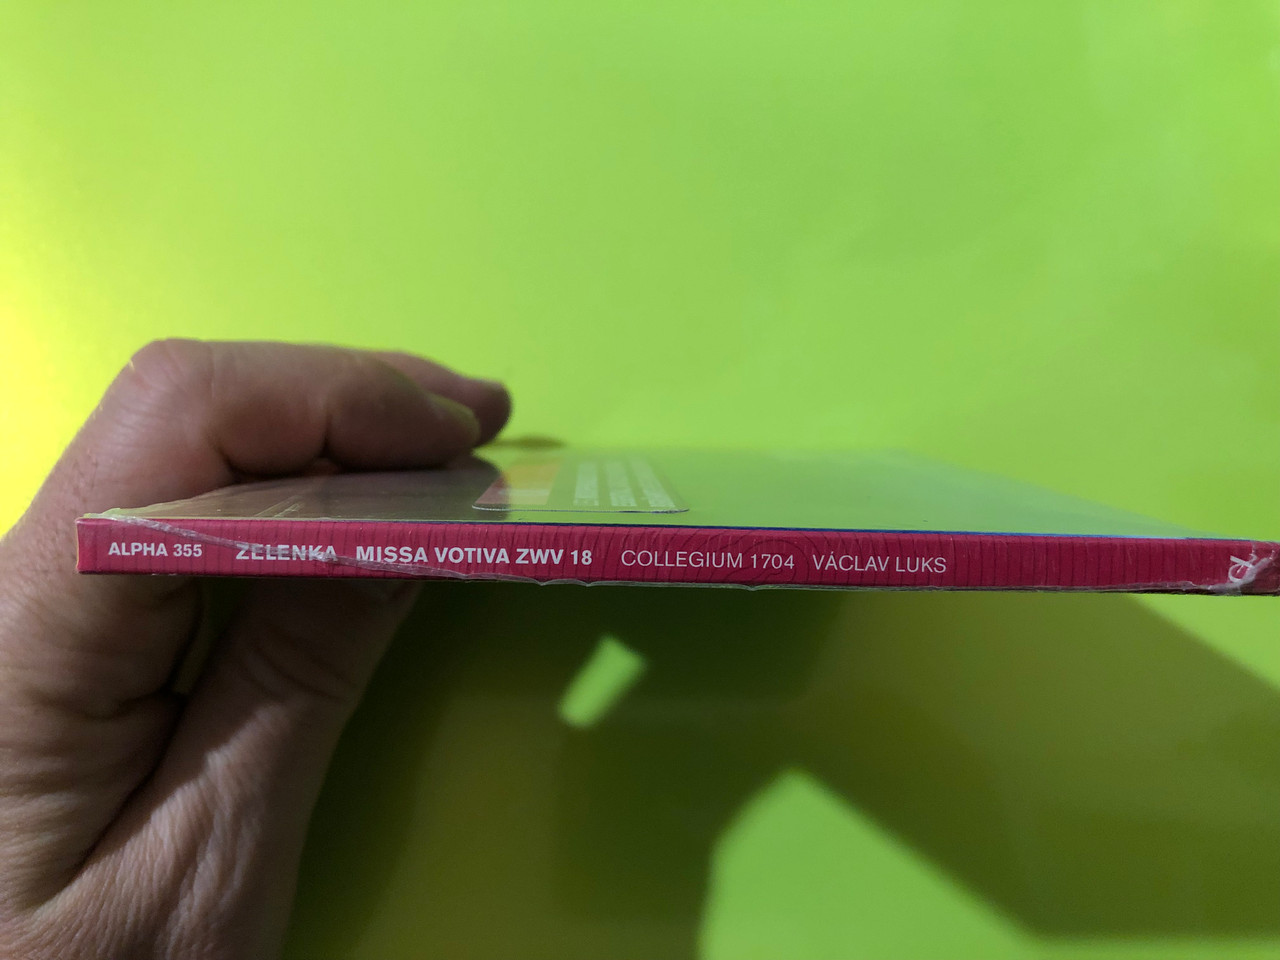 ALPHA 355 ZELENKA MISSA VOTIVA ZWV 18 COLLEGIUM 1704 VÁCLAV LUKS